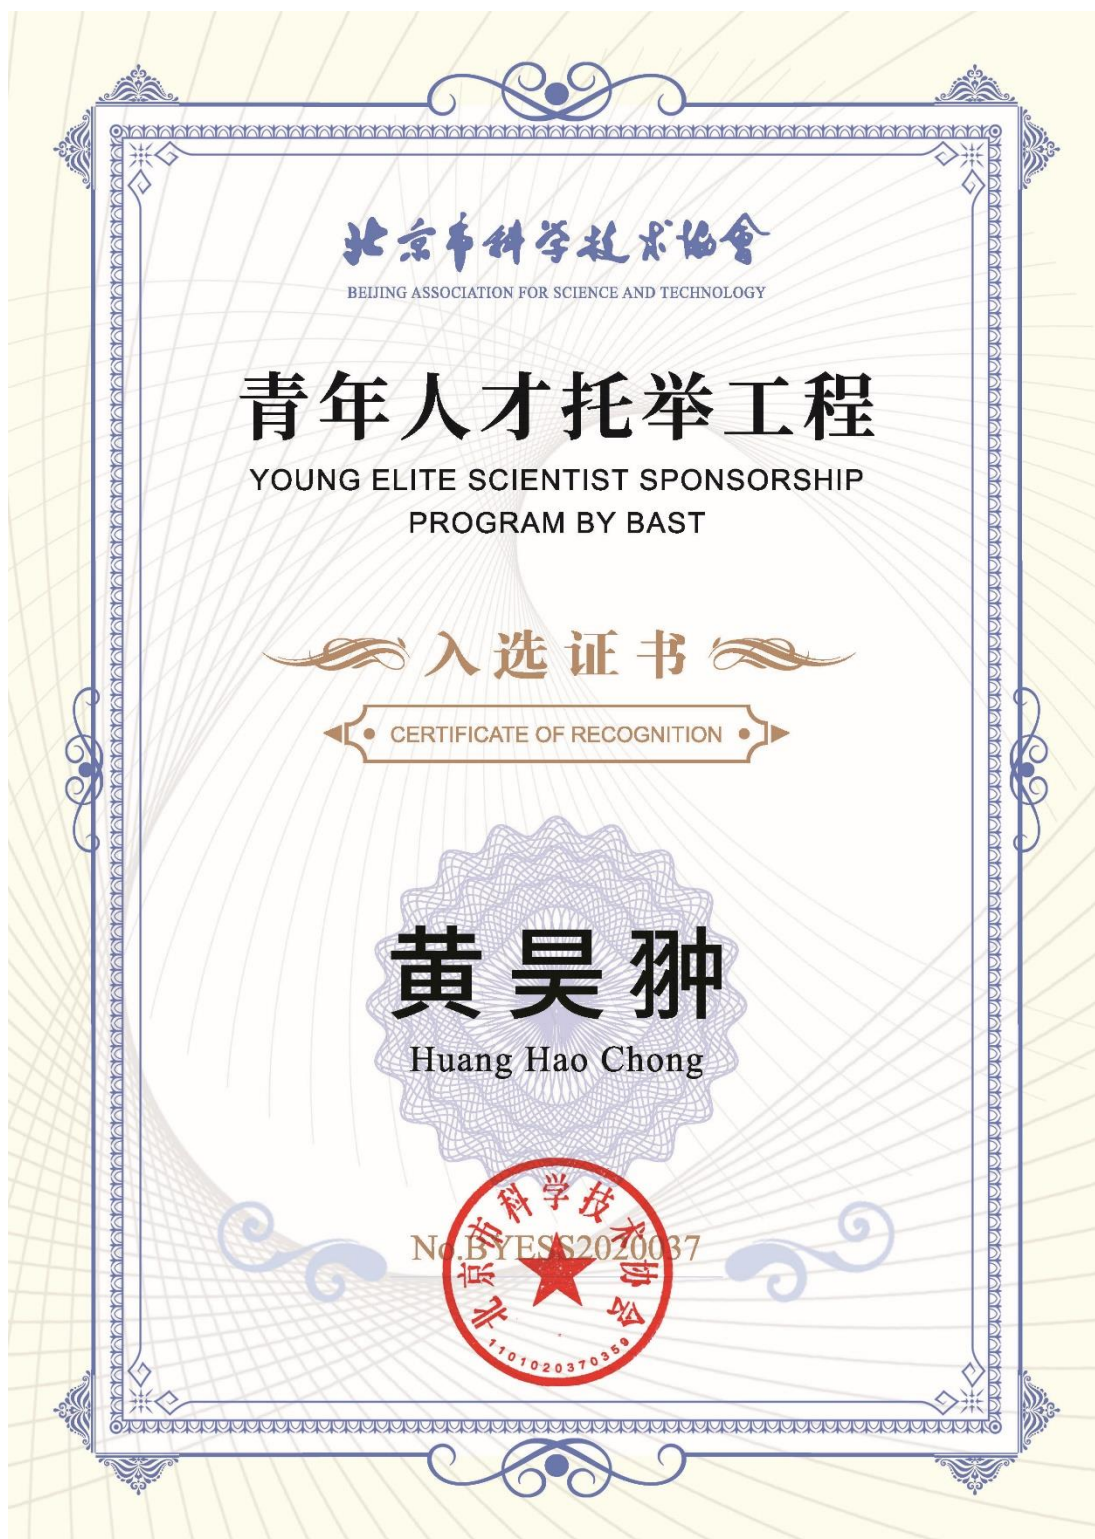 北京市科学技术协會
BEIJING ASSOCIATION FOR SCIENCE AND TECHNOLOGY
青年人才托举工程
YOUNG ELITE SCIENTIST SPONSORSHIP
PROGRAM BY BAST
入选证书
CERTIFICATE OF RECOGNITION
黄昊翀
Huang Hao Chong
No.BYESS2020037
北京市科学技术协会
1101020370359